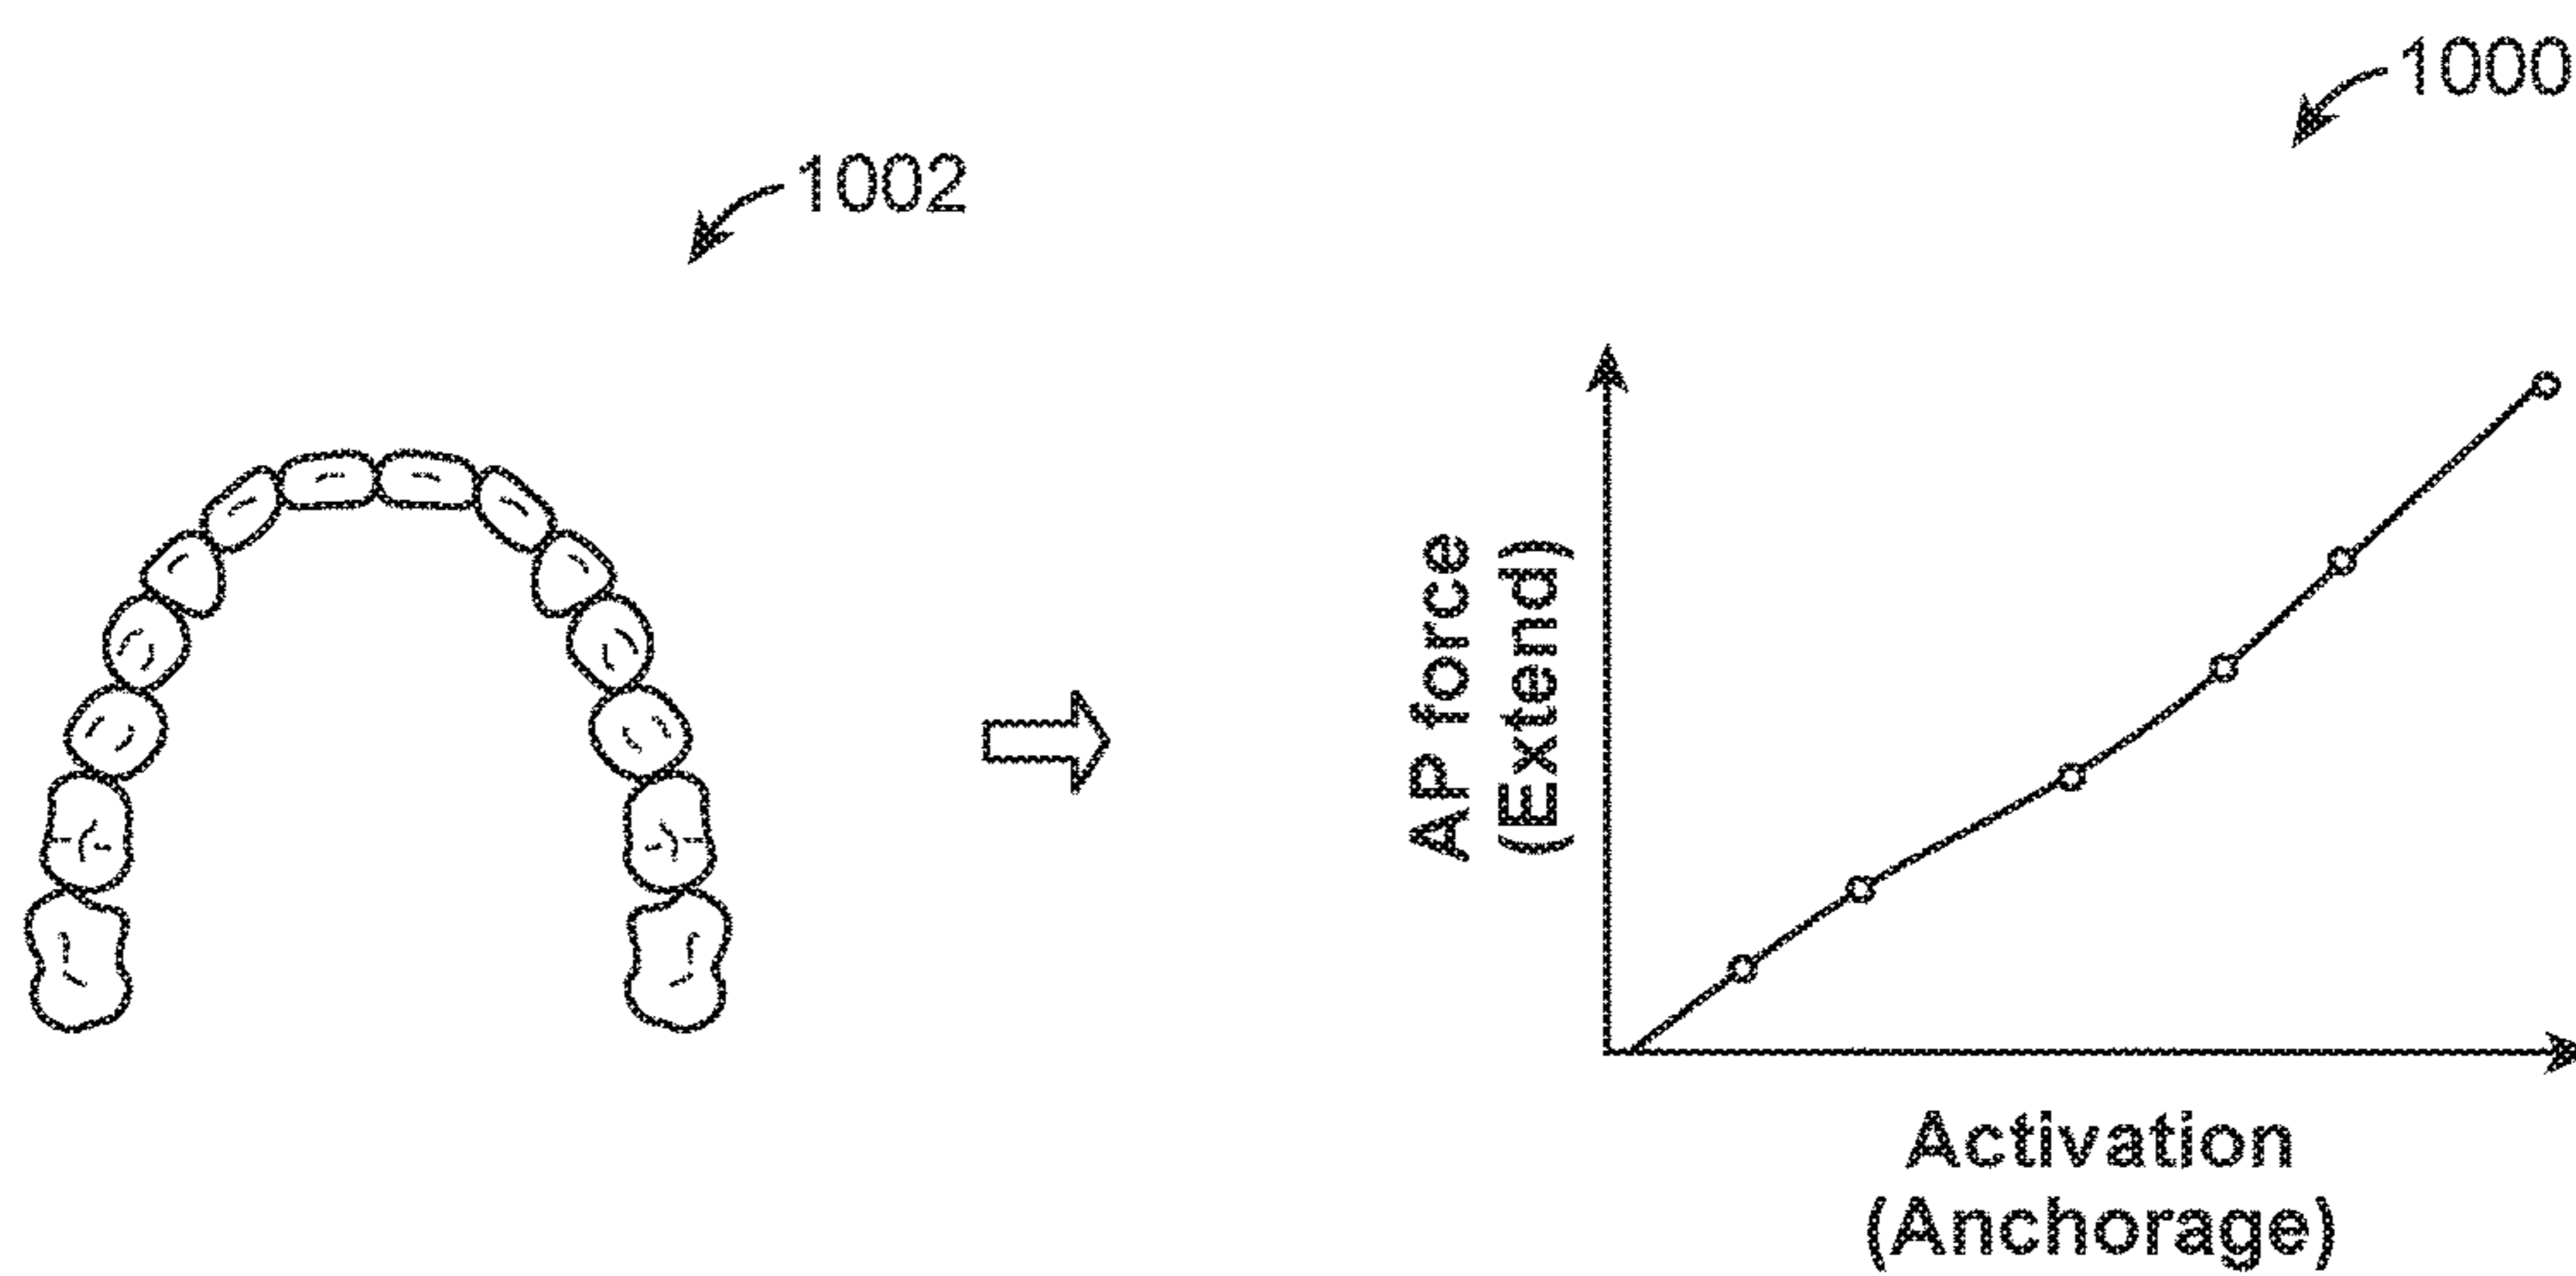 1000
1002
AP force
(Extend)
Activation
(Anchorage)